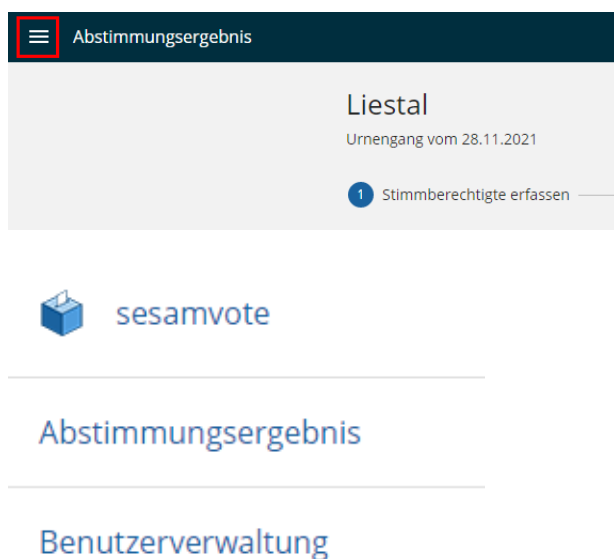 Abstimmungsergebnis
Liestal
Urnengang vom 28.11.2021
1 Stimmberechtigte erfassen
sesamvote
Abstimmungsergebnis
Benutzerverwaltung